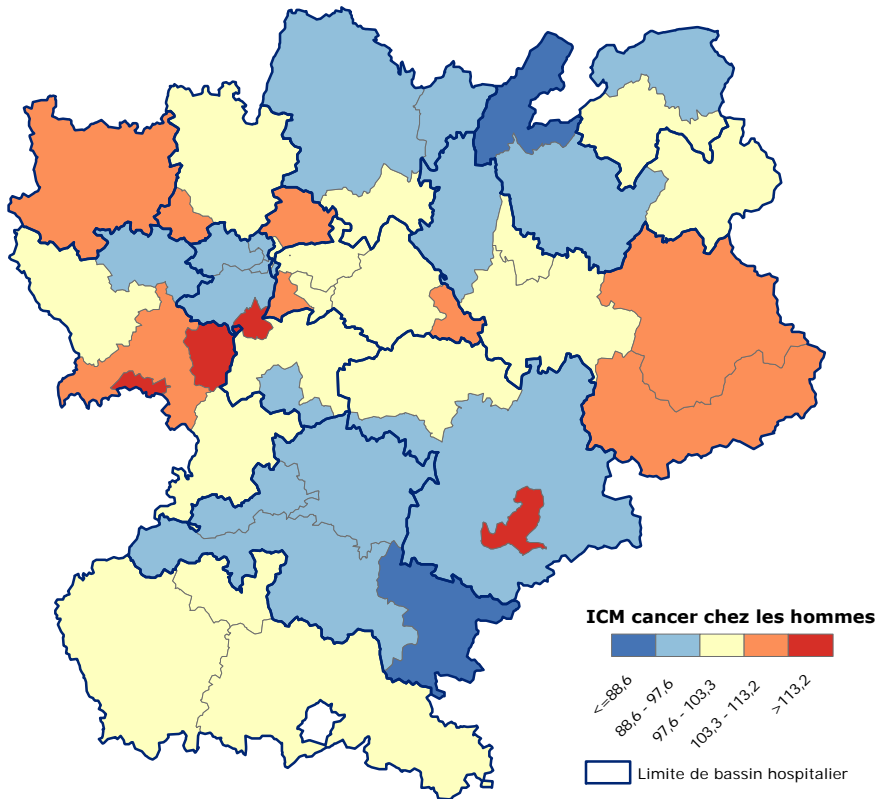 ICM cancer chez les hommes
<=88,6
88,6 - 97,6
97,6 - 103,3
103,3 - 113,2
>113,2
Limite de bassin hospitalier